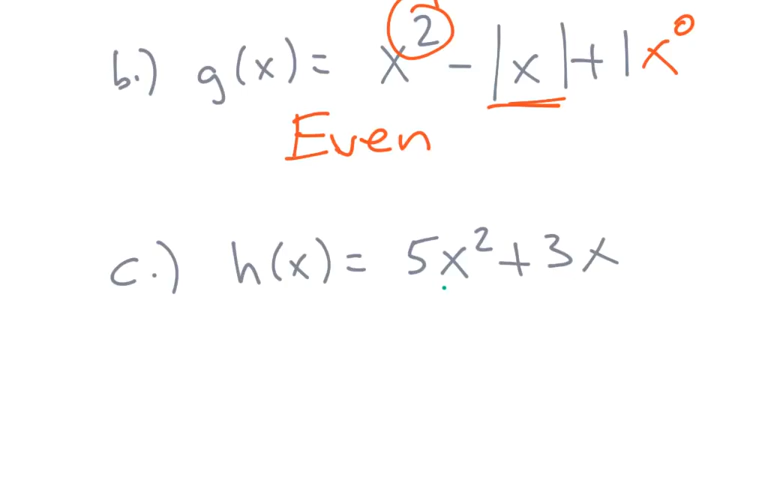 b.) g(x) = x² - |x| + 1x⁰
Even
c.) h(x) = 5x² + 3x